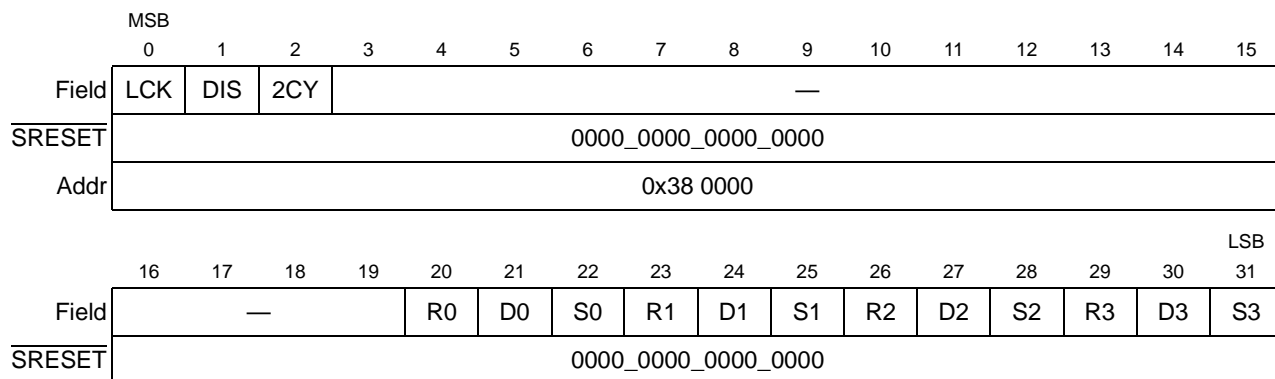 MSB
0 1 2 3 4 5 6 7 8 9 10 11 12 13 14 15
Field LCK DIS 2CY —
SRESET 0000_0000_0000_0000
Addr 0x38 0000
LSB
16 17 18 19 20 21 22 23 24 25 26 27 28 29 30 31
Field — R0 D0 S0 R1 D1 S1 R2 D2 S2 R3 D3 S3
SRESET 0000_0000_0000_0000